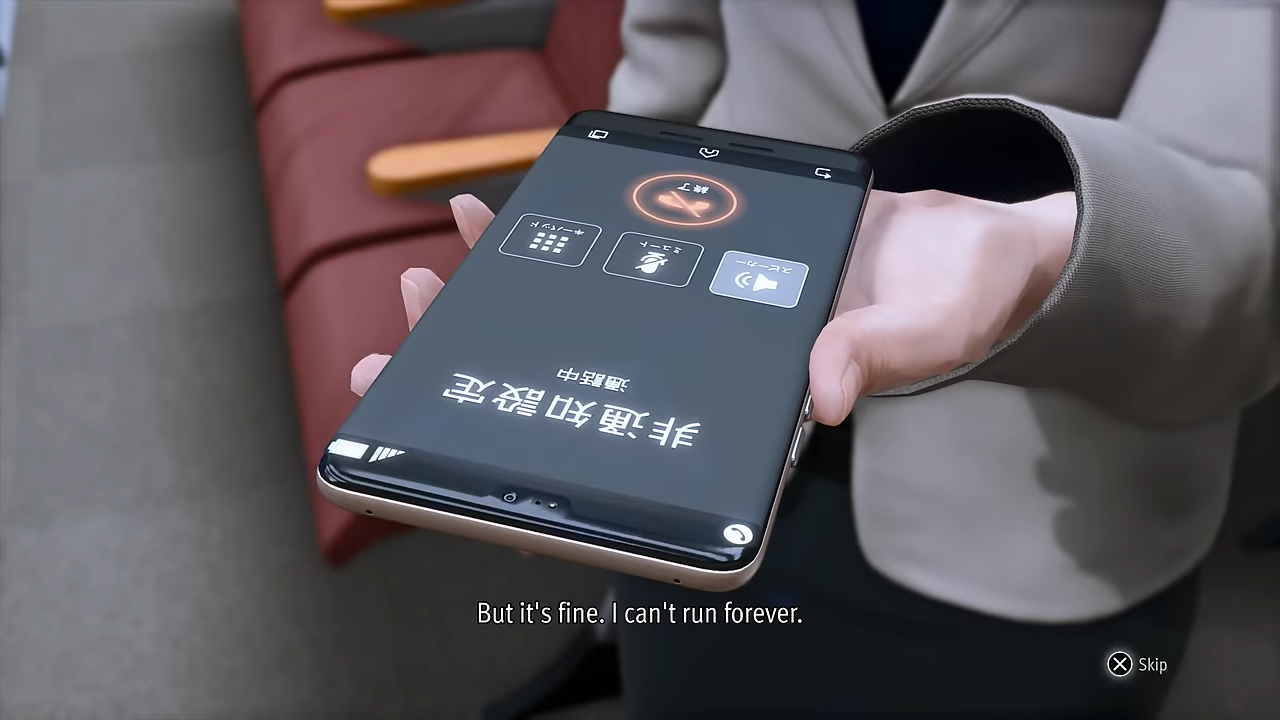 終了
キーパッド
ミュート
スピーカー
通話中
非通知設定
But it's fine. I can't run forever.
Skip